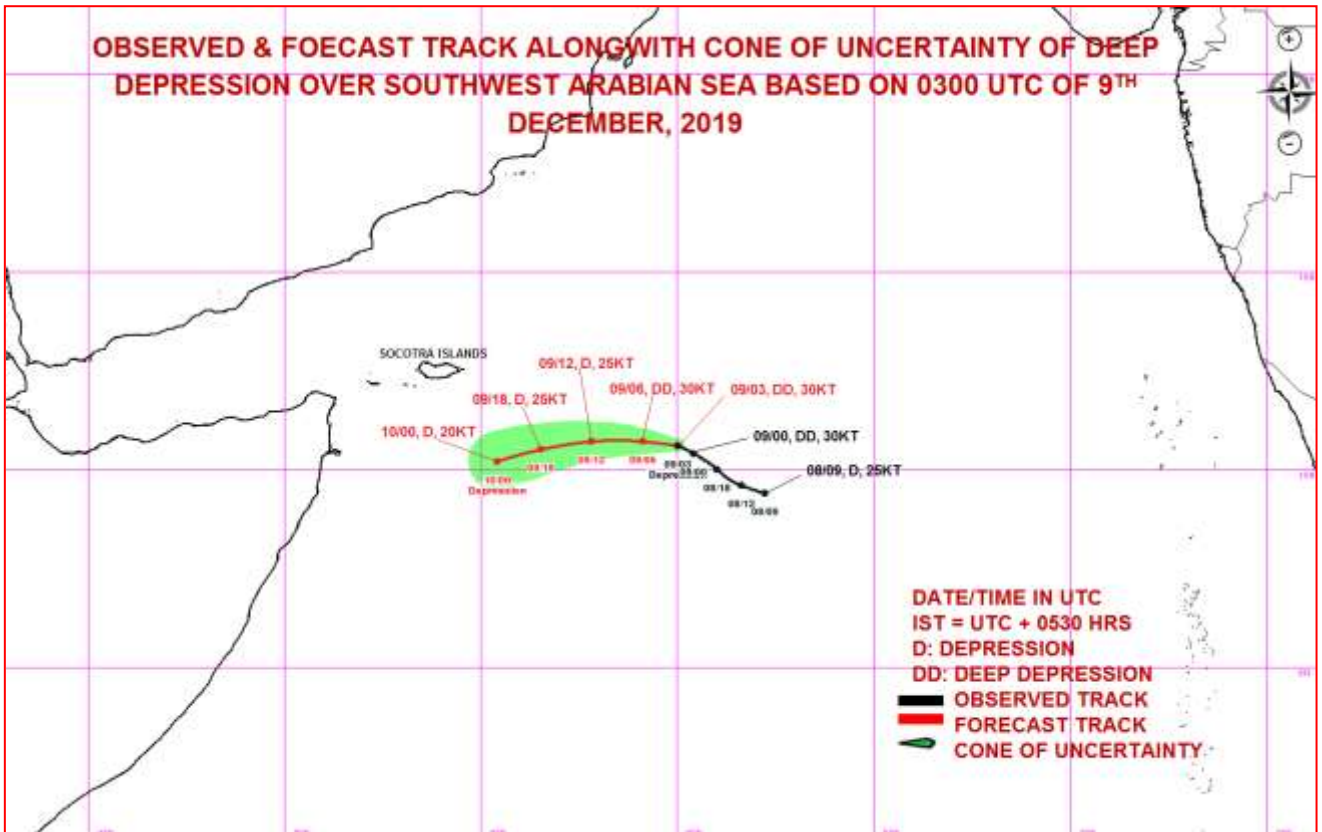 OBSERVED & FOECAST TRACK ALONGWITH CONE OF UNCERTAINTY OF DEEP
DEPRESSION OVER SOUTHWEST ARABIAN SEA BASED ON 0300 UTC OF 9TH
DECEMBER, 2019
SOCOTRA ISLANDS
09/12, D, 25KT
09/18, D, 25KT
09/06, DD, 30KT
09/03, DD, 30KT
10/00, D, 20KT
09/00, DD, 30KT
08/09, D, 25KT
09/18
09/12
09/06
09/03
09/00
10/00
Depression
08/18
08/12
08/09
DATE/TIME IN UTC
IST = UTC + 0530 HRS
D: DEPRESSION
DD: DEEP DEPRESSION
OBSERVED TRACK
FORECAST TRACK
CONE OF UNCERTAINTY